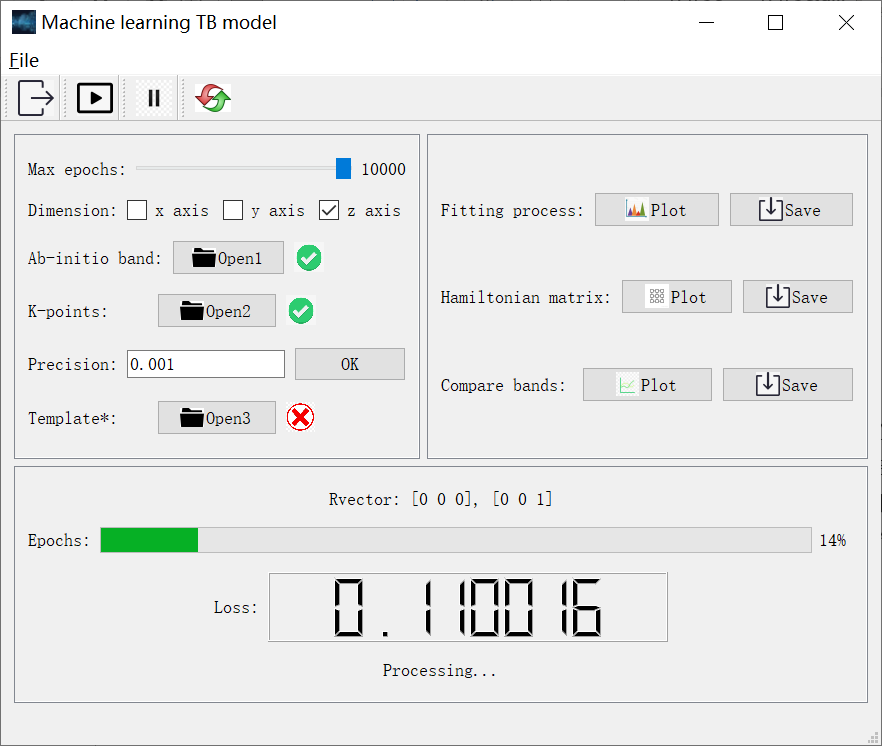 Machine learning TB model
File
Max epochs: 10000
Dimension: x axis y axis z axis
Ab-initio band: Open1
K-points: Open2
Precision: 0.001 OK
Template*: Open3
Fitting process: Plot Save
Hamiltonian matrix: Plot Save
Compare bands: Plot Save
Rvector: [0 0 0], [0 0 1]
Epochs: 14%
Loss: 0.110016
Processing...